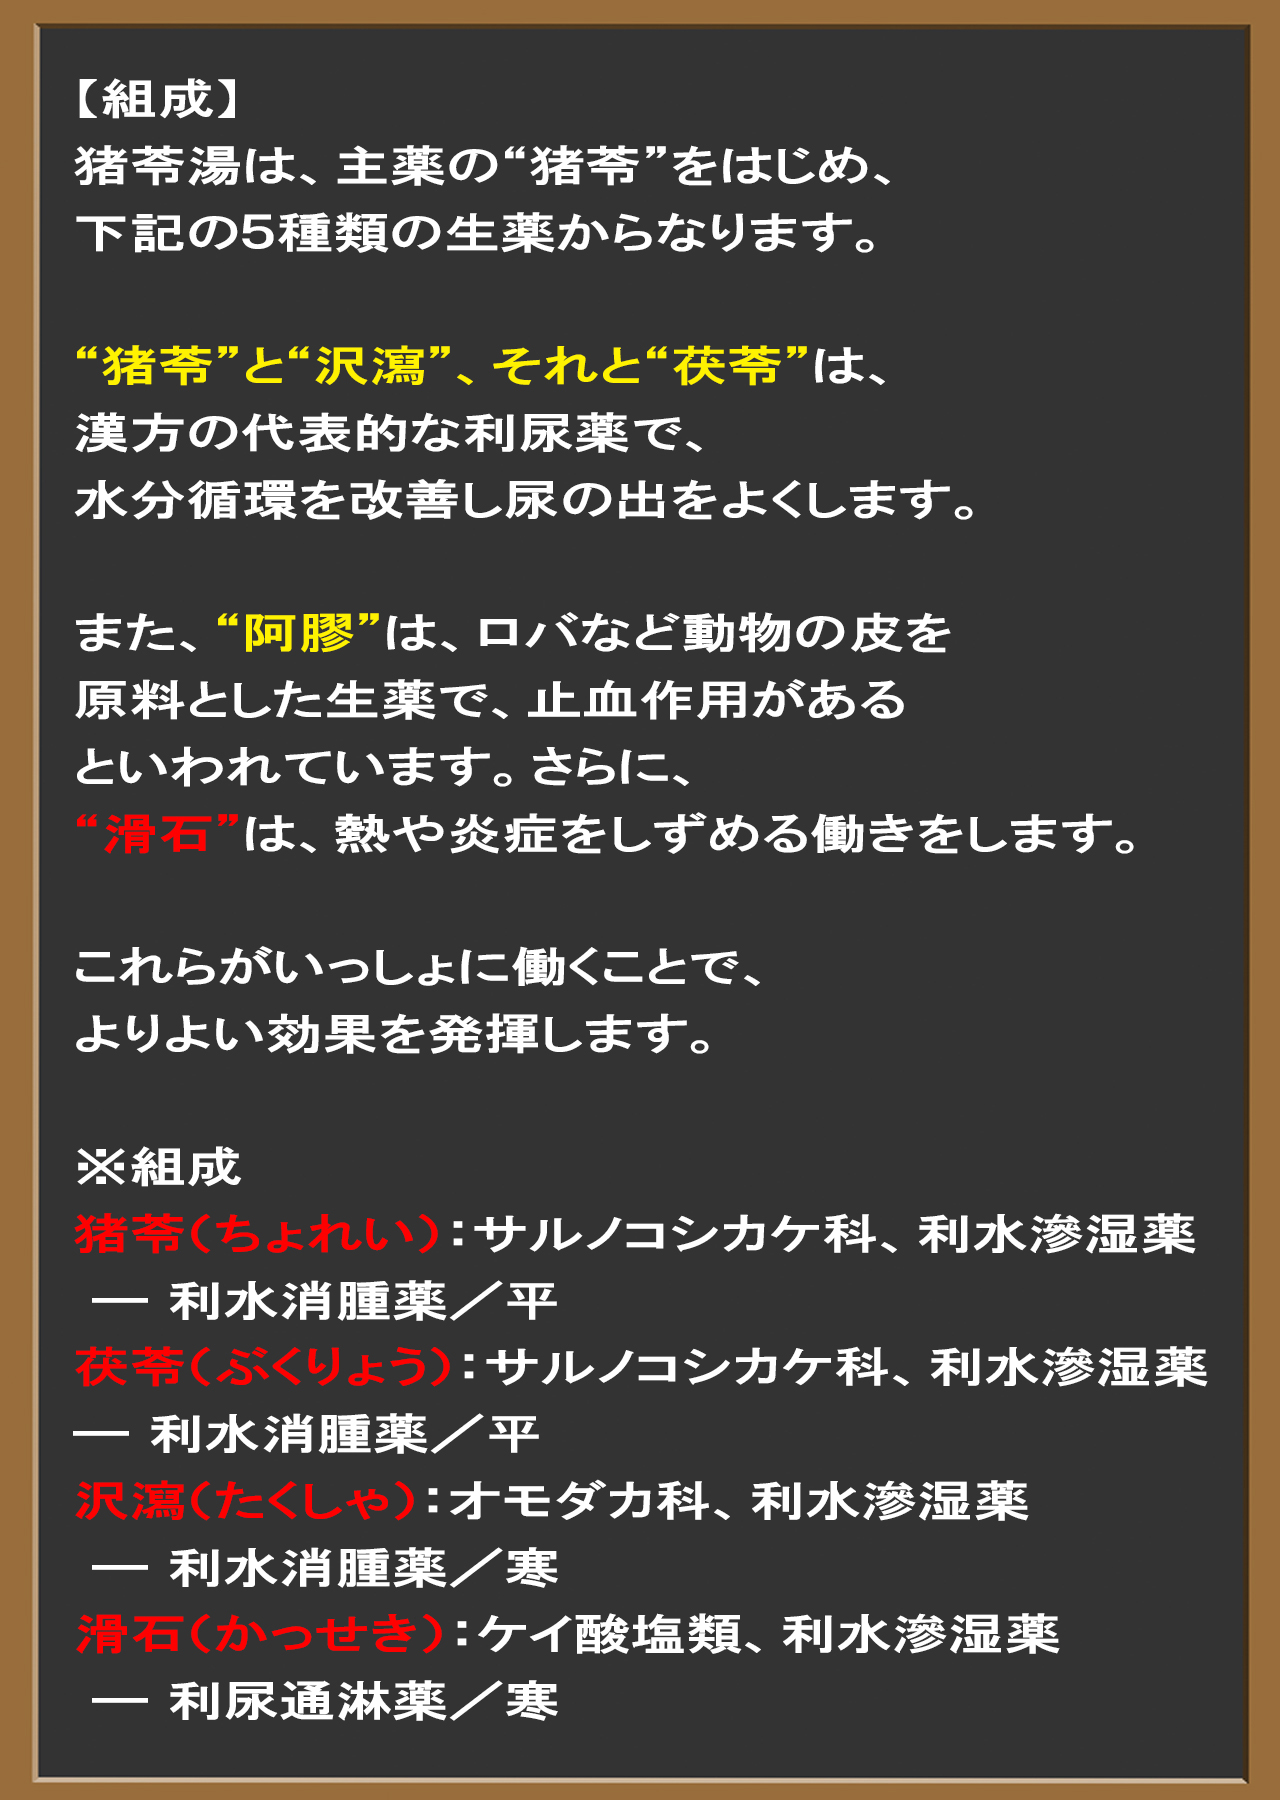 【組成】
猪苓湯は、主薬の“猪苓”をはじめ、
下記の5種類の生薬からなります。
“猪苓”と“沢瀉”、それと“茯苓”は、
漢方の代表的な利尿薬で、
水分循環を改善し尿の出をよくします。
また、“阿膠”は、ロバなど動物の皮を
原料とした生薬で、止血作用がある
といわれています。さらに、
“滑石”は、熱や炎症をしずめる働きをします。
これらがいっしょに働くことで、
よりよい効果を発揮します。
※組成
猪苓（ちょれい）：サルノコシカケ科、利水滲湿薬
― 利水消腫薬／平
茯苓（ぶくりょう）：サルノコシカケ科、利水滲湿薬
― 利水消腫薬／平
沢瀉（たくしゃ）：オモダカ科、利水滲湿薬
― 利水消腫薬／寒
滑石（かっせき）：ケイ酸塩類、利水滲湿薬
― 利尿通淋薬／寒